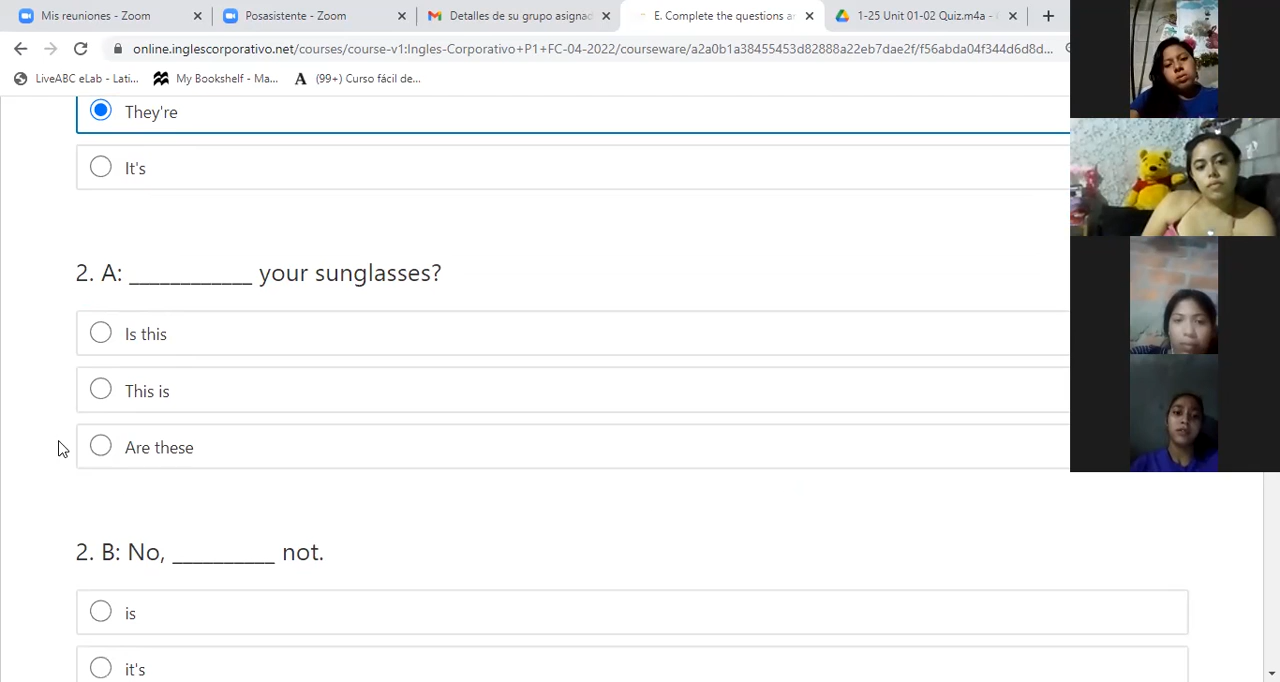 Mis reuniones - Zoom
Posasistente - Zoom
Detalles de su grupo asignad
E. Complete the questions a
1-25 Unit 01-02 Quiz.m4a -
online.inglescorporativo.net/courses/course-v1:Ingles-Corporativo+P1+FC-04-2022/courseware/a2a0b1a38455453d82888a22eb7dae2f/f56abda04f344d6d8d...
LiveABC eLab - Lati...
My Bookshelf - Ma...
(99+) Curso fácil de...
They're
It's
2. A: ____________ your sunglasses?
Is this
This is
Are these
2. B: No, __________ not.
is
it's